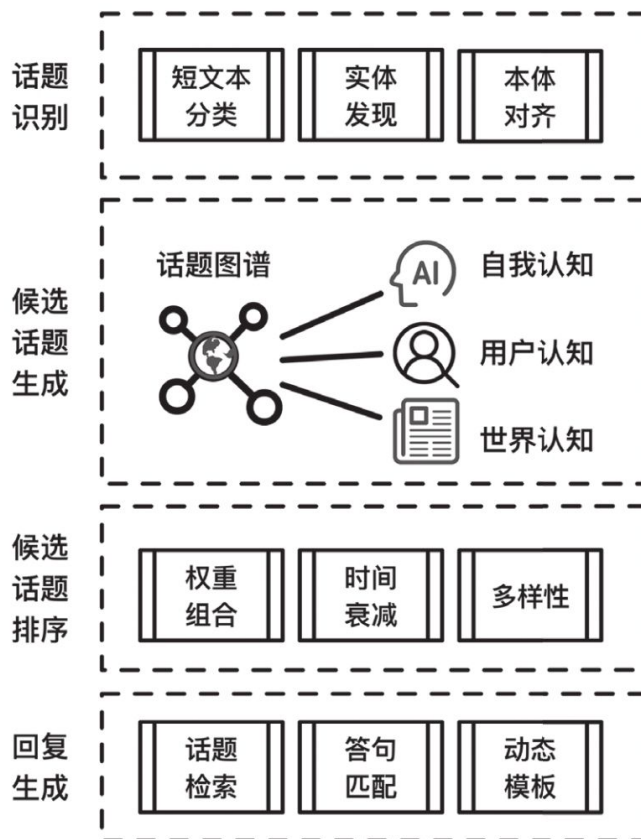 话题
识别
短文本
分类
实体
发现
本体
对齐
候选
话题
生成
话题图谱
AI
自我认知
用户认知
世界认知
候选
话题
排序
权重
组合
时间
衰减
多样性
回复
生成
话题
检索
答句
匹配
动态
模板